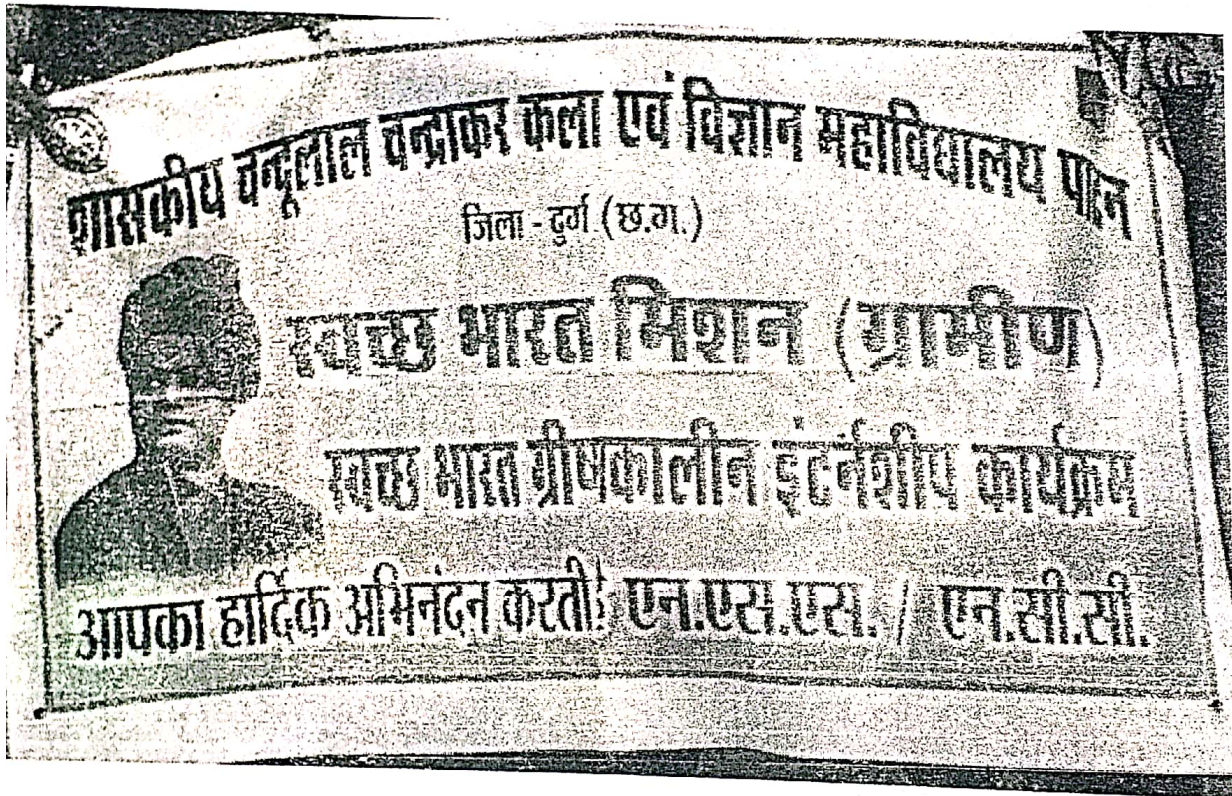 शासकीय चन्दूलाल चन्द्राकर कला एवं विज्ञान महाविद्यालय पाटन
जिला - दुर्ग (छ.ग.)
स्वच्छ भारत मिशन (ग्रामीण)
स्वच्छ भारत ग्रीष्मकालीन इंटर्नशीप कार्यक्रम
आपका हार्दिक अभिनंदन करती! एन.एस.एस. / एन.सी.सी.